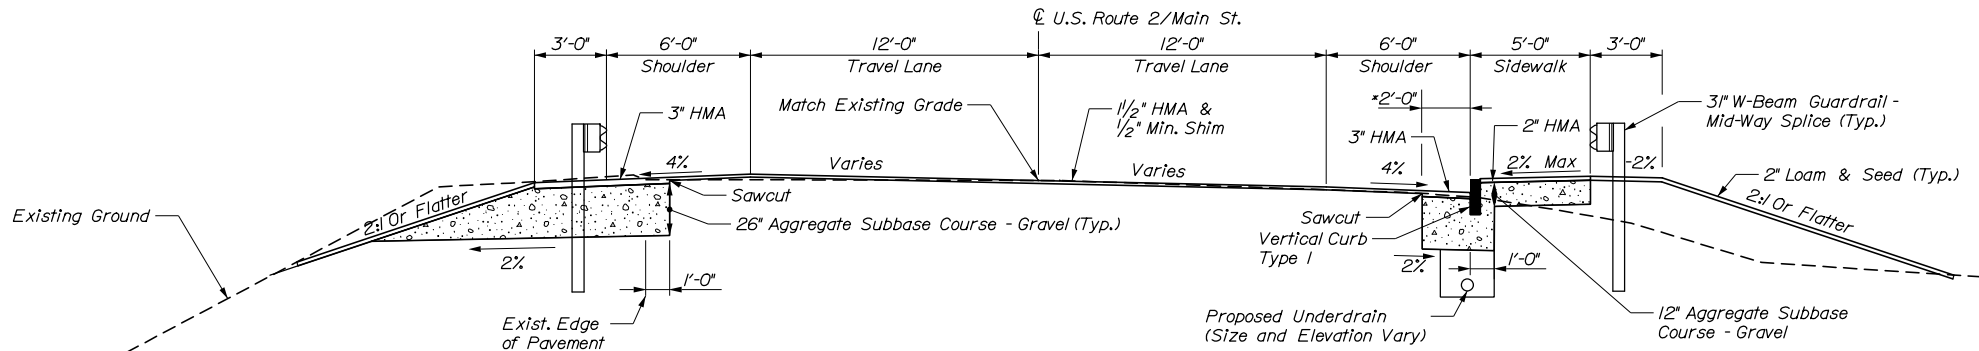 ℄ U.S. Route 2/Main St.
3'-0" 6'-0" 12'-0" 12'-0" 6'-0" 5'-0" 3'-0"
Shoulder Travel Lane Travel Lane Shoulder Sidewalk
*2'-0"
3" HMA
Match Existing Grade
1 1/2" HMA &
1/2" Min. Shim
3" HMA
2" HMA
31" W-Beam Guardrail -
Mid-Way Splice (Typ.)
4% Varies Varies 4% 2% Max -2%
2" Loam & Seed (Typ.)
Sawcut
Existing Ground
2:1 Or Flatter
26" Aggregate Subbase Course - Gravel (Typ.)
Sawcut
Vertical Curb
Type 1
2:1 Or Flatter
2%
1'-0"
2%
1'-0"
Exist. Edge
of Pavement
Proposed Underdrain
(Size and Elevation Vary)
12" Aggregate Subbase
Course - Gravel